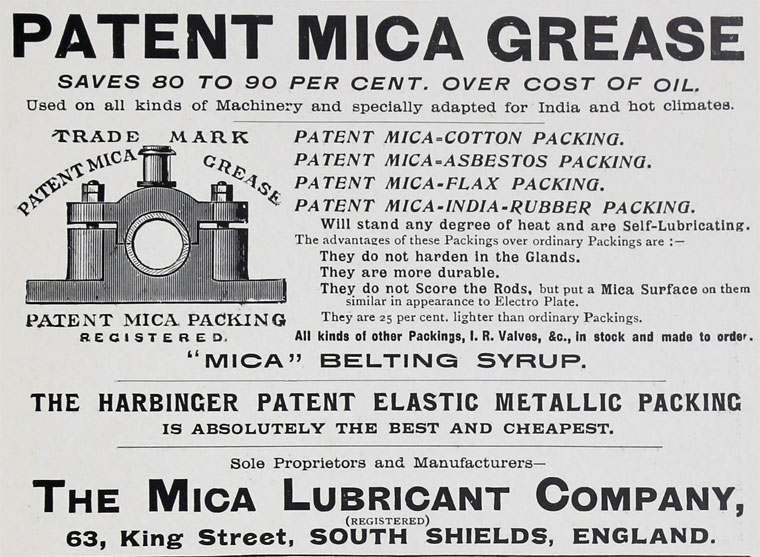 PATENT MICA GREASE
SAVES 80 TO 90 PER CENT. OVER COST OF OIL.
Used on all kinds of Machinery and specially adapted for India and hot climates.
TRADE MARK
PATENT MICA GREASE
PATENT MICA PACKING
REGISTERED.
PATENT MICA=COTTON PACKING.
PATENT MICA=ASBESTOS PACKING.
PATENT MICA-FLAX PACKING.
PATENT MICA-INDIA-RUBBER PACKING.
Will stand any degree of heat and are Self-Lubricating.
The advantages of these Packings over ordinary Packings are :—
They do not harden in the Glands.
They are more durable.
They do not Score the Rods, but put a Mica Surface on them
similar in appearance to Electro Plate.
They are 25 per cent. lighter than ordinary Packings.
All kinds of other Packings, I. R. Valves, &c., in stock and made to order.
"MICA" BELTING SYRUP.
THE HARBINGER PATENT ELASTIC METALLIC PACKING
IS ABSOLUTELY THE BEST AND CHEAPEST.
Sole Proprietors and Manufacturers—
THE MICA LUBRICANT COMPANY,
(REGISTERED)
63, King Street, SOUTH SHIELDS, ENGLAND.